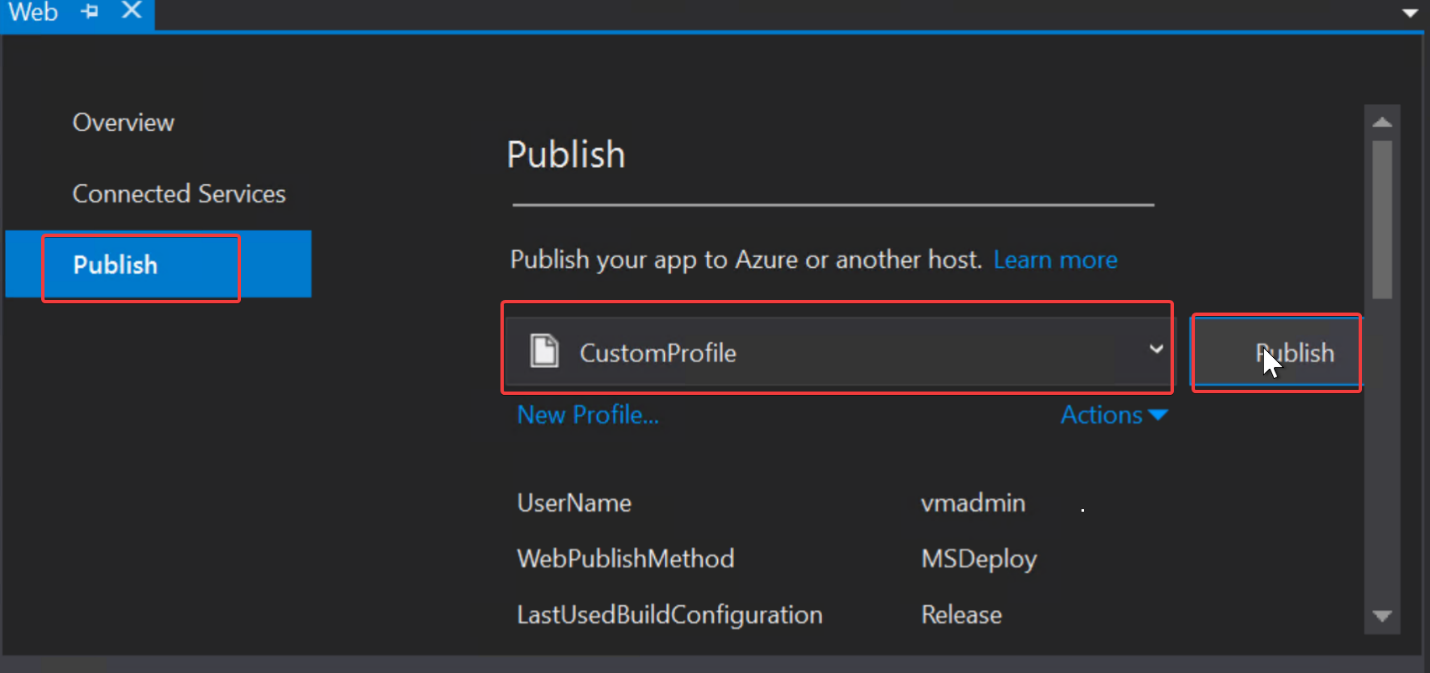 Web
Overview
Connected Services
Publish
Publish
Publish your app to Azure or another host. Learn more
CustomProfile
Publish
New Profile...
Actions
UserName vmadmin
WebPublishMethod MSDeploy
LastUsedBuildConfiguration Release